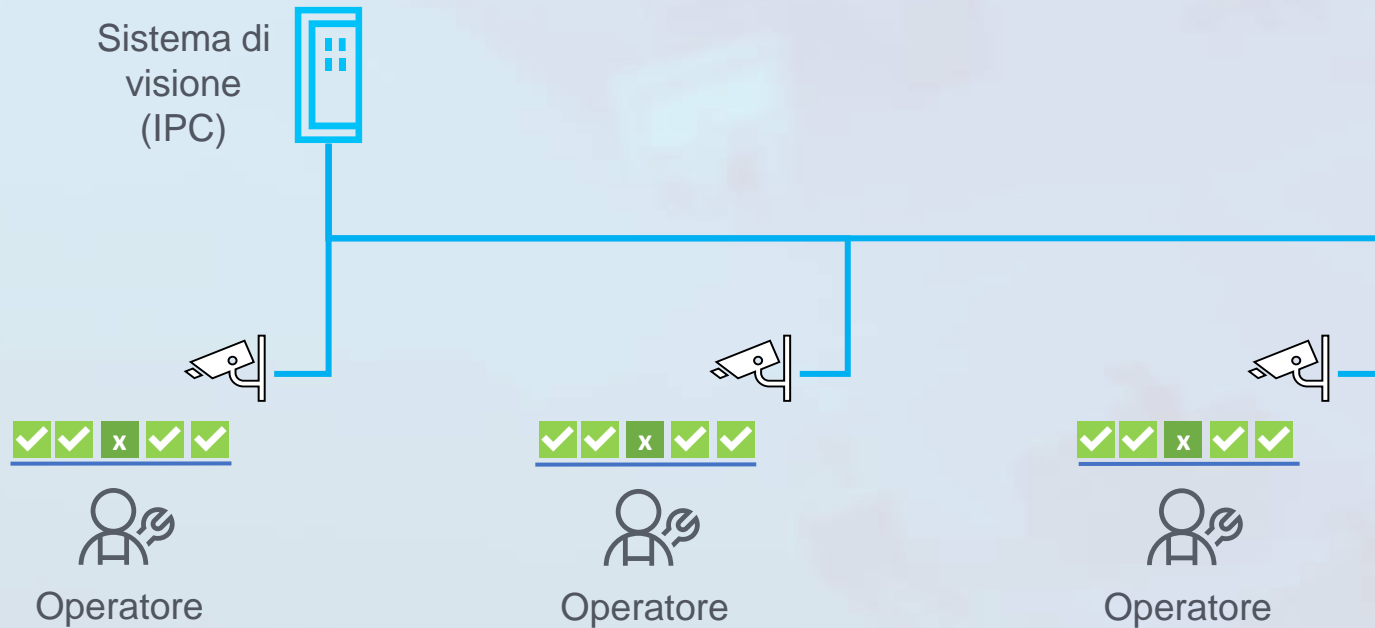 Sistema di
visione
(IPC)
x
x
x
Operatore
Operatore
Operatore